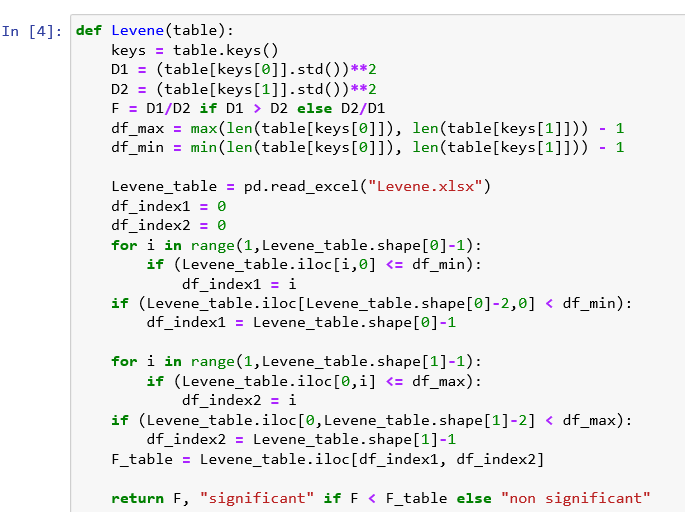 In [4]: def Levene(table):
    keys = table.keys()
    D1 = (table[keys[0]].std())**2
    D2 = (table[keys[1]].std())**2
    F = D1/D2 if D1 > D2 else D2/D1
    df_max = max(len(table[keys[0]]), len(table[keys[1]])) - 1
    df_min = min(len(table[keys[0]]), len(table[keys[1]])) - 1

    Levene_table = pd.read_excel("Levene.xlsx")
    df_index1 = 0
    df_index2 = 0
    for i in range(1,Levene_table.shape[0]-1):
        if (Levene_table.iloc[i,0] <= df_min):
            df_index1 = i
    if (Levene_table.iloc[Levene_table.shape[0]-2,0] < df_min):
        df_index1 = Levene_table.shape[0]-1

    for i in range(1,Levene_table.shape[1]-1):
        if (Levene_table.iloc[0,i] <= df_max):
            df_index2 = i
    if (Levene_table.iloc[0,Levene_table.shape[1]-2] < df_max):
        df_index2 = Levene_table.shape[1]-1
    F_table = Levene_table.iloc[df_index1, df_index2]

    return F, "significant" if F < F_table else "non significant"